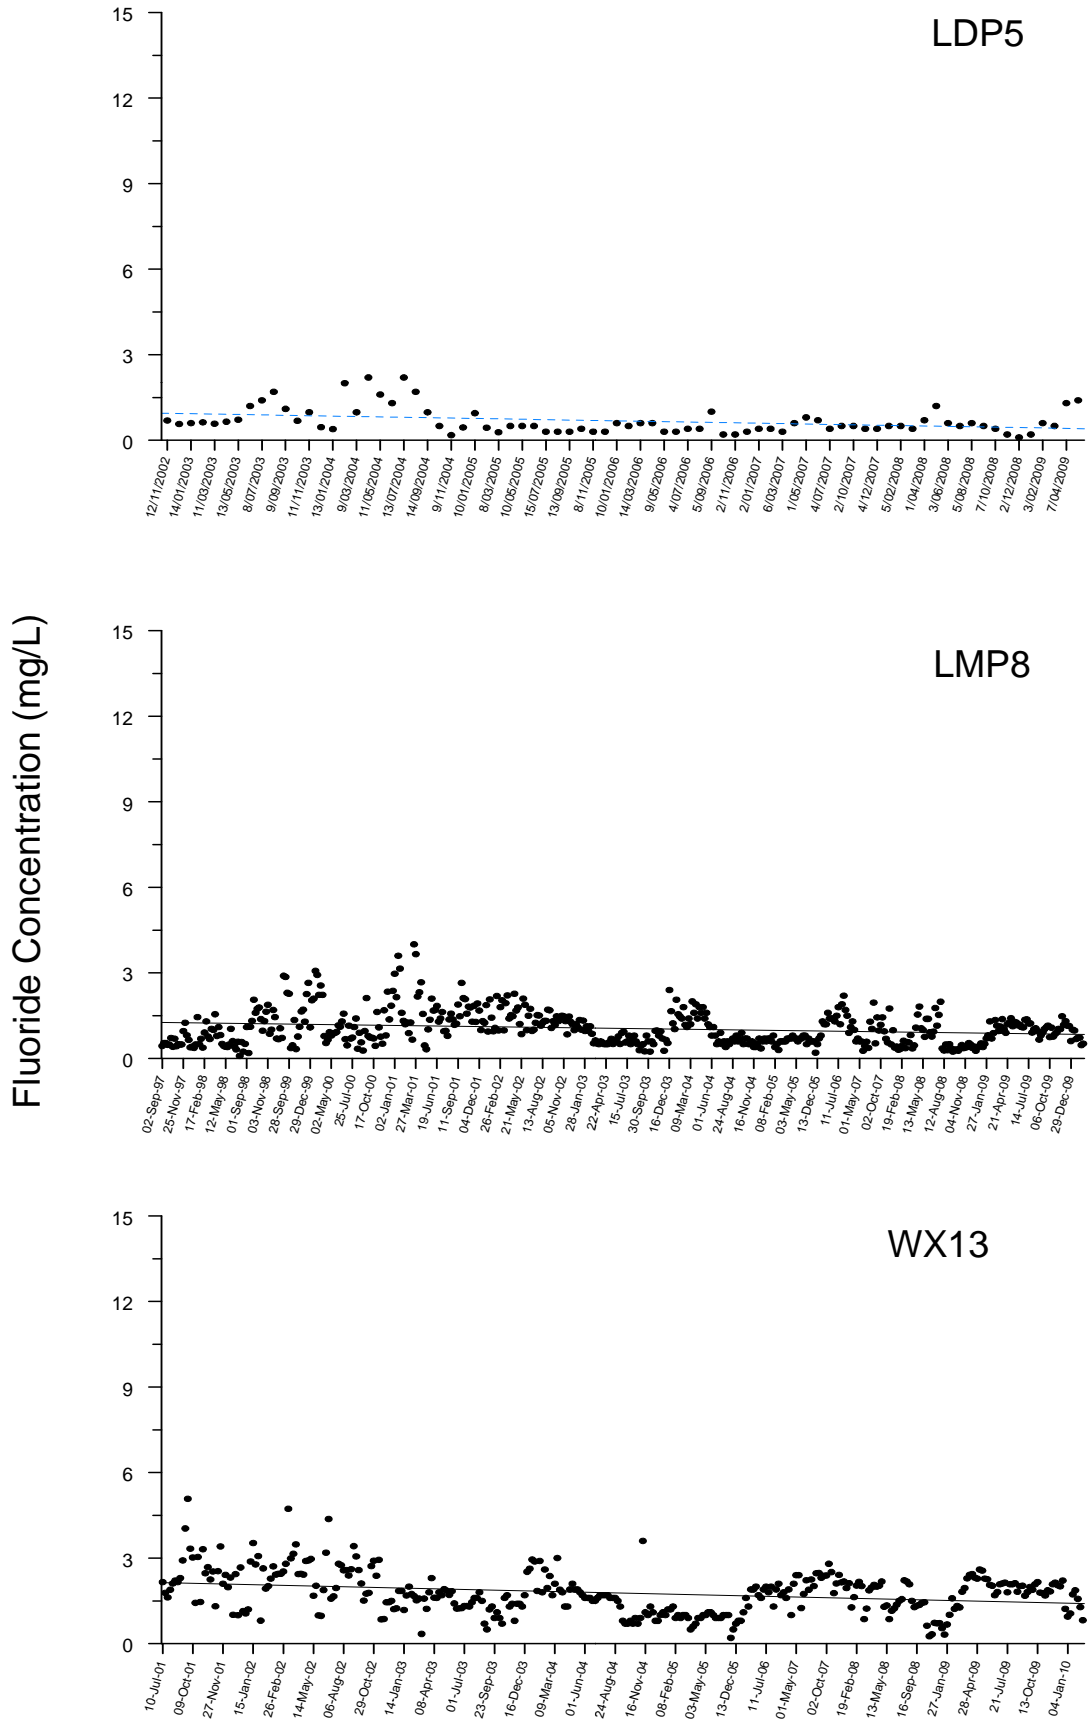 Fluoride Concentration (mg/L)
LDP5
15
12
9
6
3
0
12/11/2002
14/01/2003
11/03/2003
13/05/2003
8/07/2003
9/09/2003
11/11/2003
13/01/2004
9/03/2004
11/05/2004
13/07/2004
14/09/2004
9/11/2004
10/01/2005
8/03/2005
10/05/2005
15/07/2005
13/09/2005
8/11/2005
10/01/2006
14/03/2006
9/05/2006
4/07/2006
5/09/2006
2/11/2006
2/01/2007
6/03/2007
1/05/2007
4/07/2007
2/10/2007
4/12/2007
5/02/2008
1/04/2008
3/06/2008
5/08/2008
7/10/2008
2/12/2008
3/02/2009
7/04/2009
LMP8
15
12
9
6
3
0
02-Sep-97
25-Nov-97
17-Feb-98
12-May-98
01-Sep-98
03-Nov-98
28-Sep-99
29-Dec-99
02-May-00
25-Jul-00
17-Oct-00
02-Jan-01
27-Mar-01
19-Jun-01
11-Sep-01
04-Dec-01
26-Feb-02
21-May-02
13-Aug-02
05-Nov-02
28-Jan-03
22-Apr-03
15-Jul-03
30-Sep-03
16-Dec-03
09-Mar-04
01-Jun-04
24-Aug-04
16-Nov-04
08-Feb-05
03-May-05
13-Dec-05
11-Jul-06
01-May-07
02-Oct-07
19-Feb-08
13-May-08
12-Aug-08
04-Nov-08
27-Jan-09
21-Apr-09
14-Jul-09
06-Oct-09
29-Dec-09
WX13
15
12
9
6
3
0
10-Jul-01
09-Oct-01
27-Nov-01
15-Jan-02
26-Feb-02
14-May-02
06-Aug-02
29-Oct-02
14-Jan-03
08-Apr-03
01-Jul-03
23-Sep-03
16-Dec-03
09-Mar-04
01-Jun-04
24-Aug-04
16-Nov-04
08-Feb-05
03-May-05
13-Dec-05
11-Jul-06
01-May-07
02-Oct-07
19-Feb-08
13-May-08
16-Sep-08
27-Jan-09
28-Apr-09
21-Jul-09
13-Oct-09
04-Jan-10